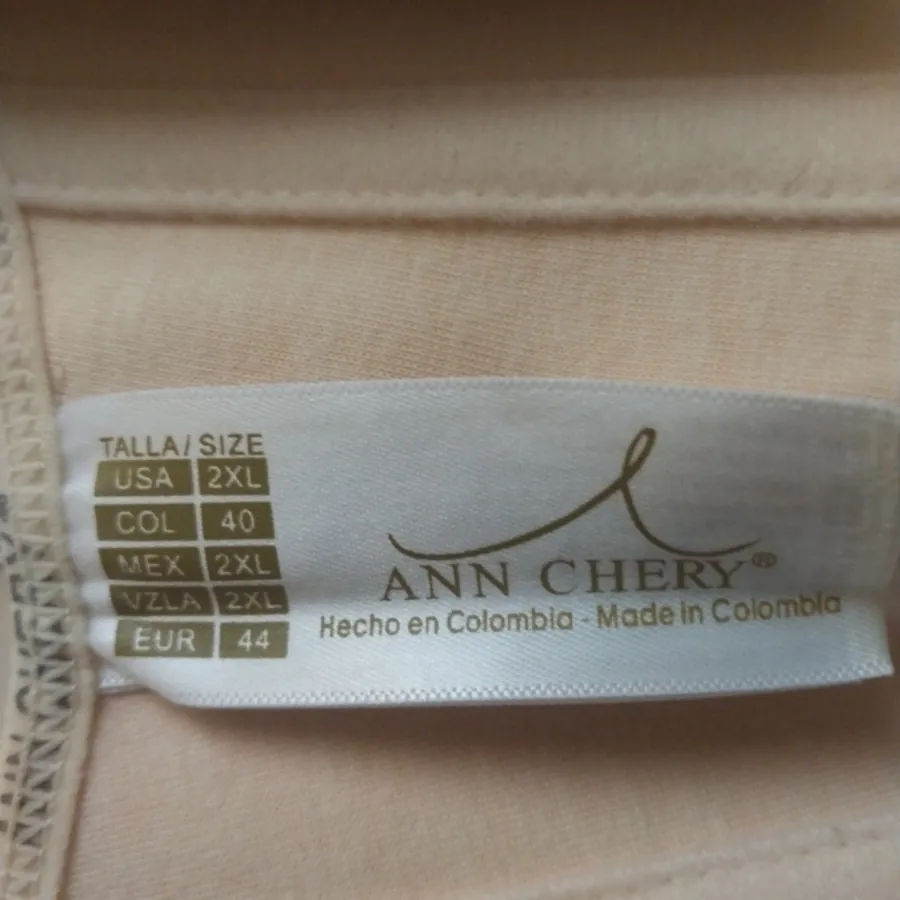 TALLA / SIZE
USA 2XL
COL 40
MEX 2XL
VZLA 2XL
EUR 44
ANN CHERY®
Hecho en Colombia - Made in Colombia